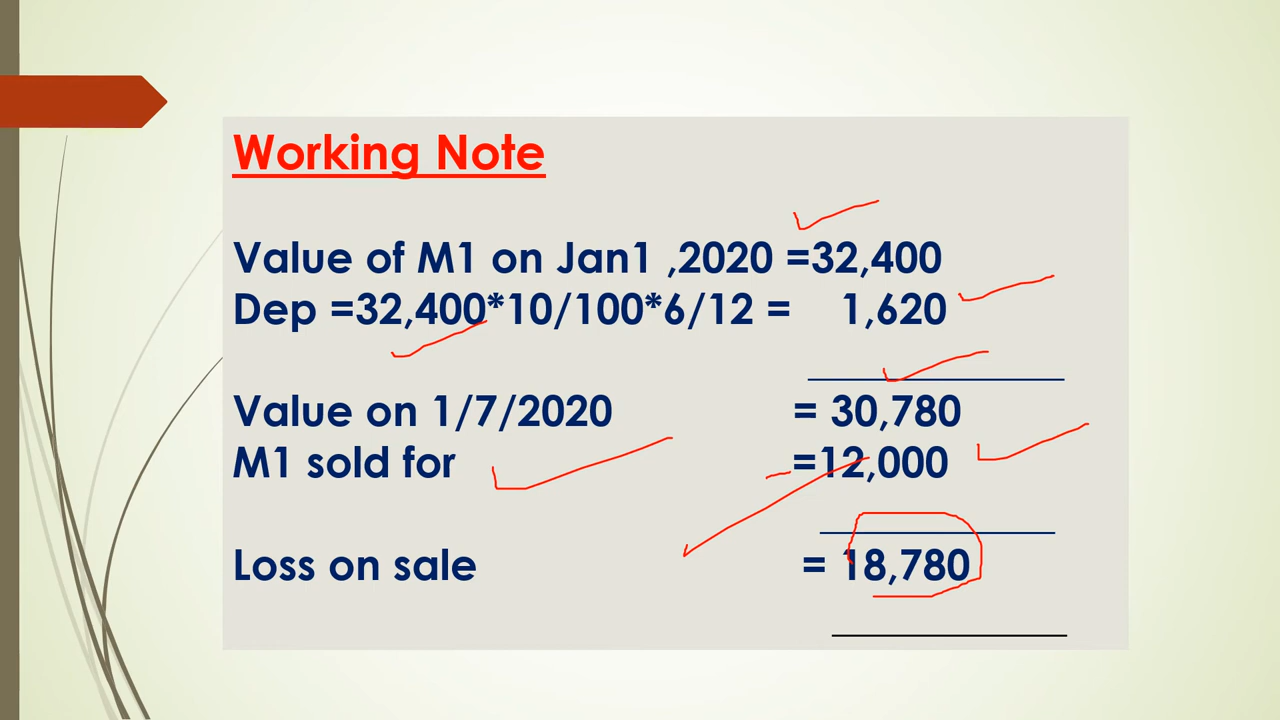 Working Note
Value of M1 on Jan1 ,2020 =32,400
Dep =32,400*10/100*6/12 = 1,620
Value on 1/7/2020 = 30,780
M1 sold for =12,000
Loss on sale = 18,780